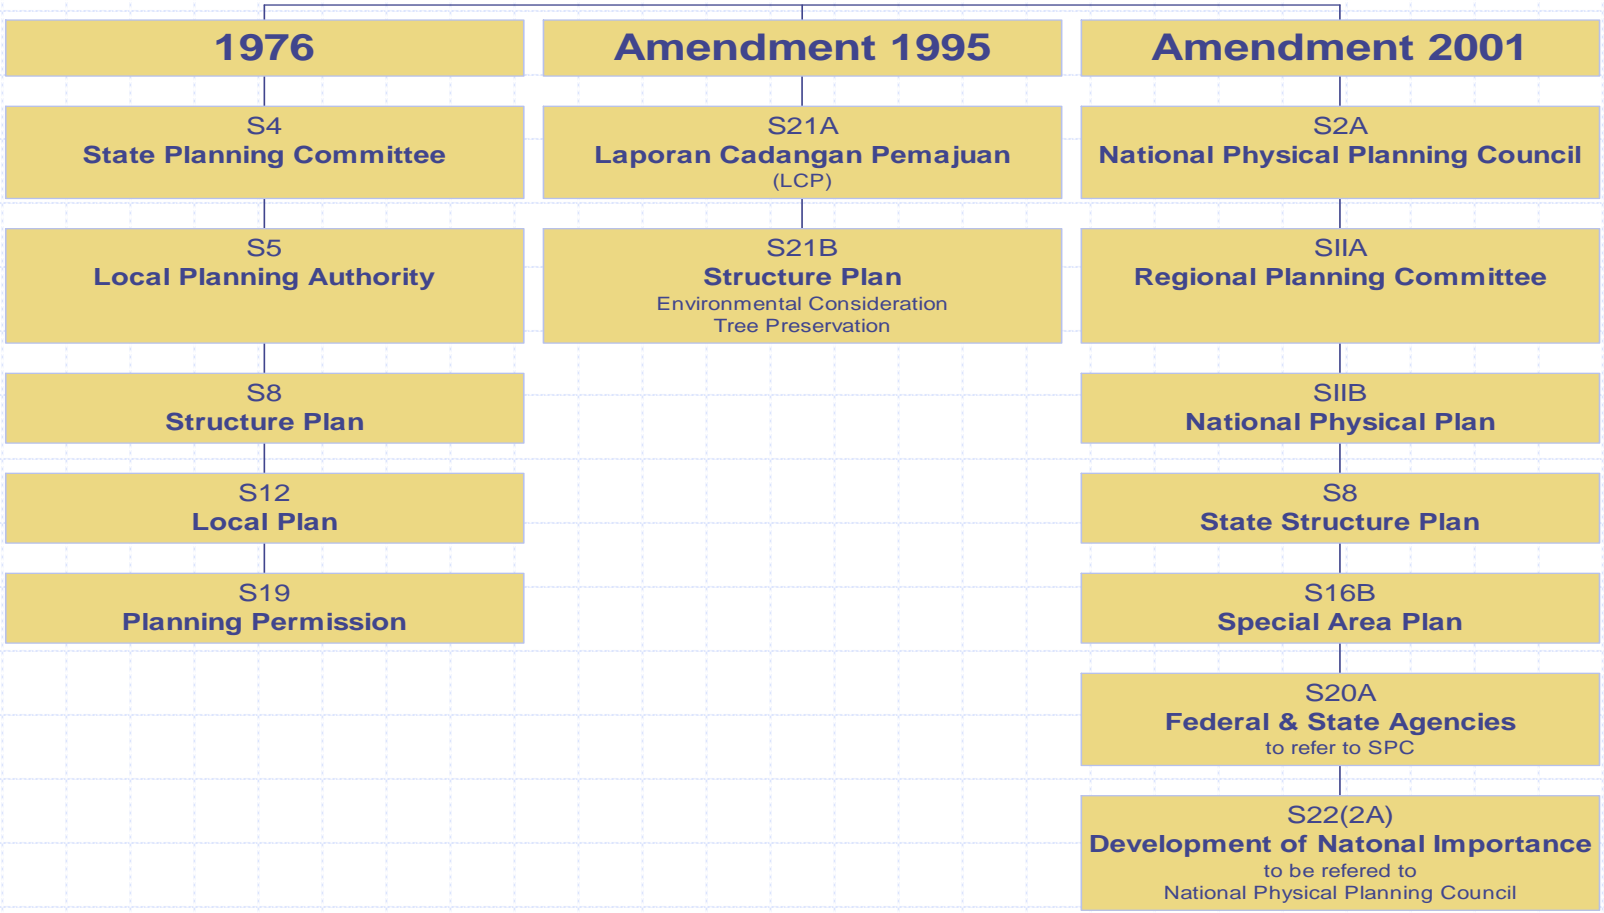 1976
S4
State Planning Committee
S5
Local Planning Authority
S8
Structure Plan
S12
Local Plan
S19
Planning Permission
Amendment 1995
S21A
Laporan Cadangan Pemajuan
(LCP)
S21B
Structure Plan
Environmental Consideration
Tree Preservation
Amendment 2001
S2A
National Physical Planning Council
SIIA
Regional Planning Committee
SIIB
National Physical Plan
S8
State Structure Plan
S16B
Special Area Plan
S20A
Federal & State Agencies
to refer to SPC
S22(2A)
Development of Natonal Importance
to be refered to
National Physical Planning Council